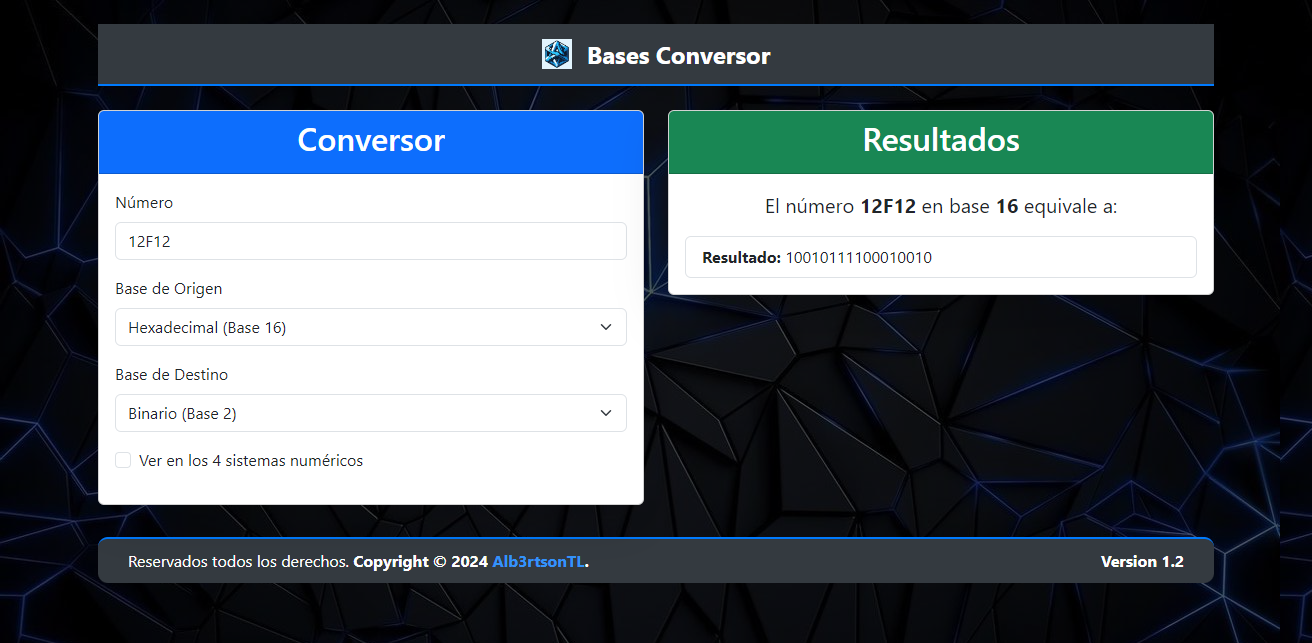 Bases Conversor
Conversor
Número
12F12
Base de Origen
Hexadecimal (Base 16)
Base de Destino
Binario (Base 2)
Ver en los 4 sistemas numéricos
Resultados
El número 12F12 en base 16 equivale a:
Resultado: 10010111100010010
Reservados todos los derechos. Copyright © 2024 Alb3rtsonTL.
Version 1.2